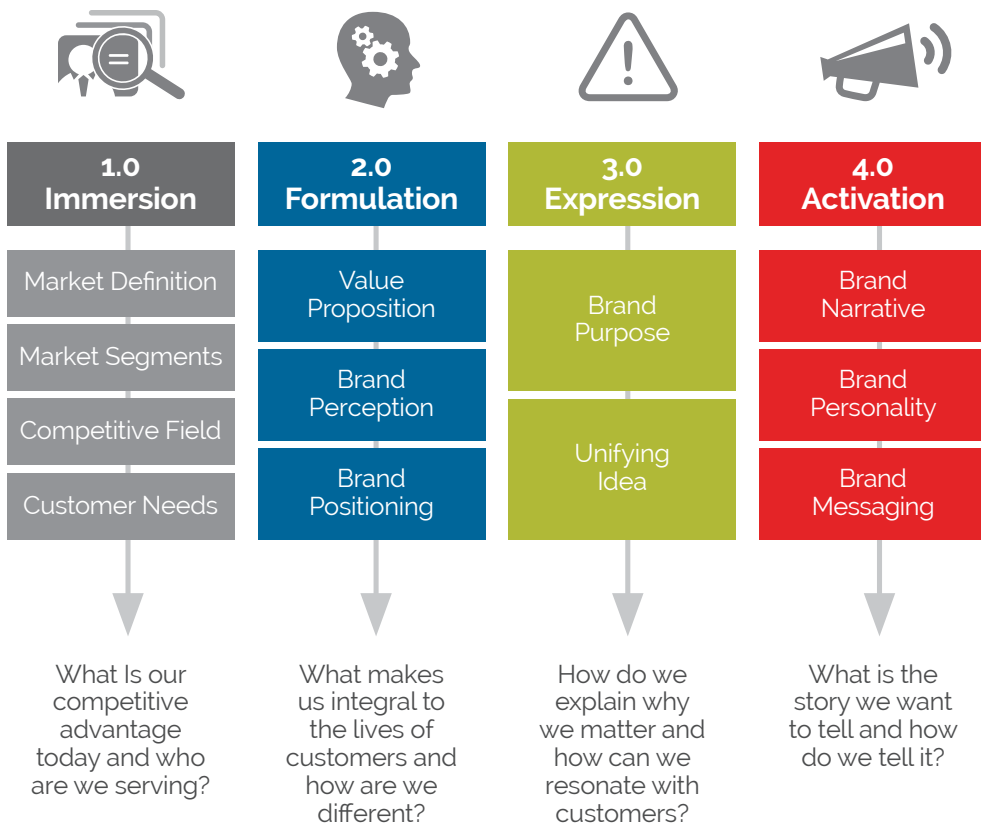 1.0
Immersion
Market Definition
Market Segments
Competitive Field
Customer Needs
What Is our
competitive
advantage
today and who
are we serving?
2.0
Formulation
Value
Proposition
Brand
Perception
Brand
Positioning
What makes
us integral to
the lives of
customers and
how are we
different?
3.0
Expression
Brand
Purpose
Unifying
Idea
How do we
explain why
we matter and
how can we
resonate with
customers?
4.0
Activation
Brand
Narrative
Brand
Personality
Brand
Messaging
What is the
story we want
to tell and how
do we tell it?